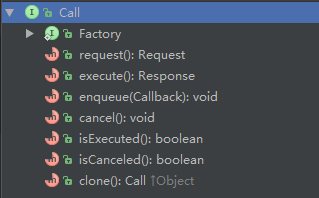 Call
Factory
request(): Request
execute(): Response
enqueue(Callback): void
cancel(): void
isExecuted(): boolean
isCanceled(): boolean
clone(): Call ↑Object